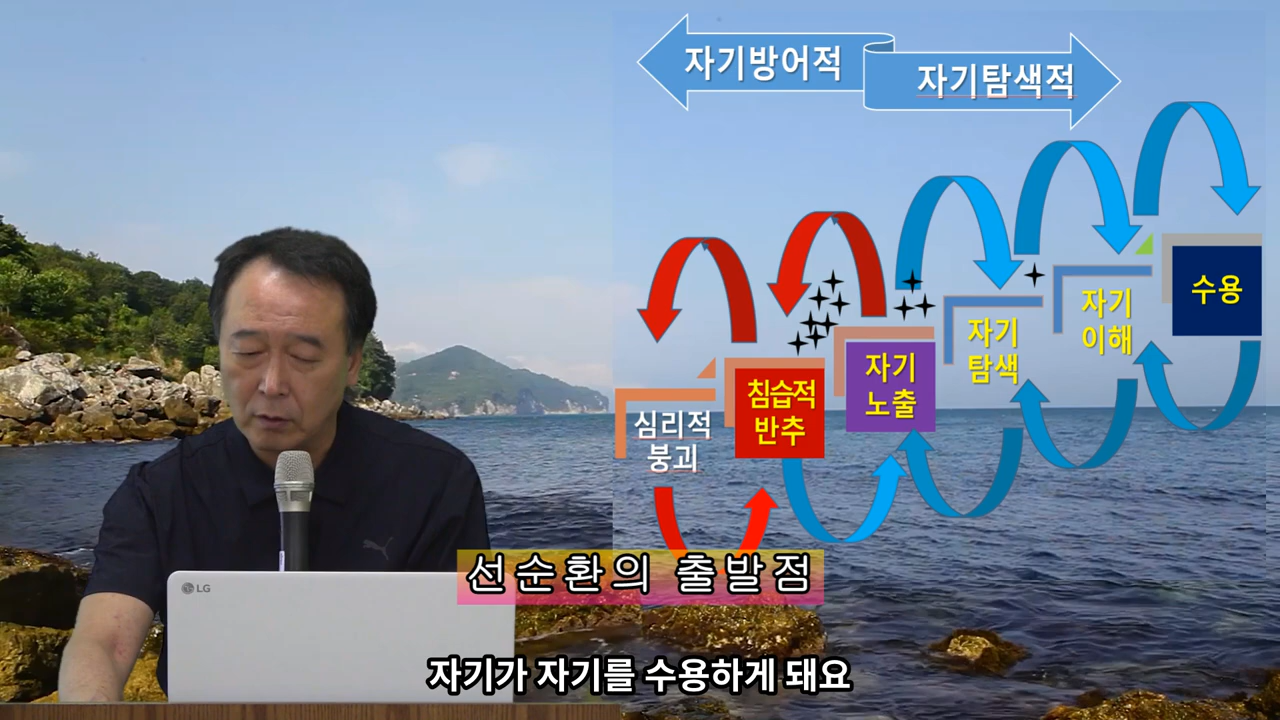 자기방어적
자기탐색적
수용
자기
이해
자기
탐색
자기
노출
침습적
반추
심리적
붕괴
선순환의 출발점
LG
자기가 자기를 수용하게 돼요